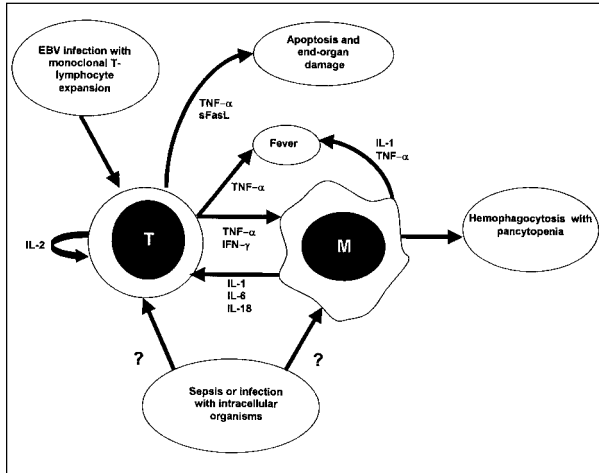 EBV infection with
monoclonal T-
lymphocyte
expansion
Apoptosis and
end-organ
damage
TNF-α
sFasL
Fever
IL-1
TNF-α
TNF-α
T
IL-2
TNF-α
IFN-γ
M
Hemophagocytosis with
pancytopenia
IL-1
IL-6
IL-18
?
?
Sepsis or infection
with intracellular
organisms